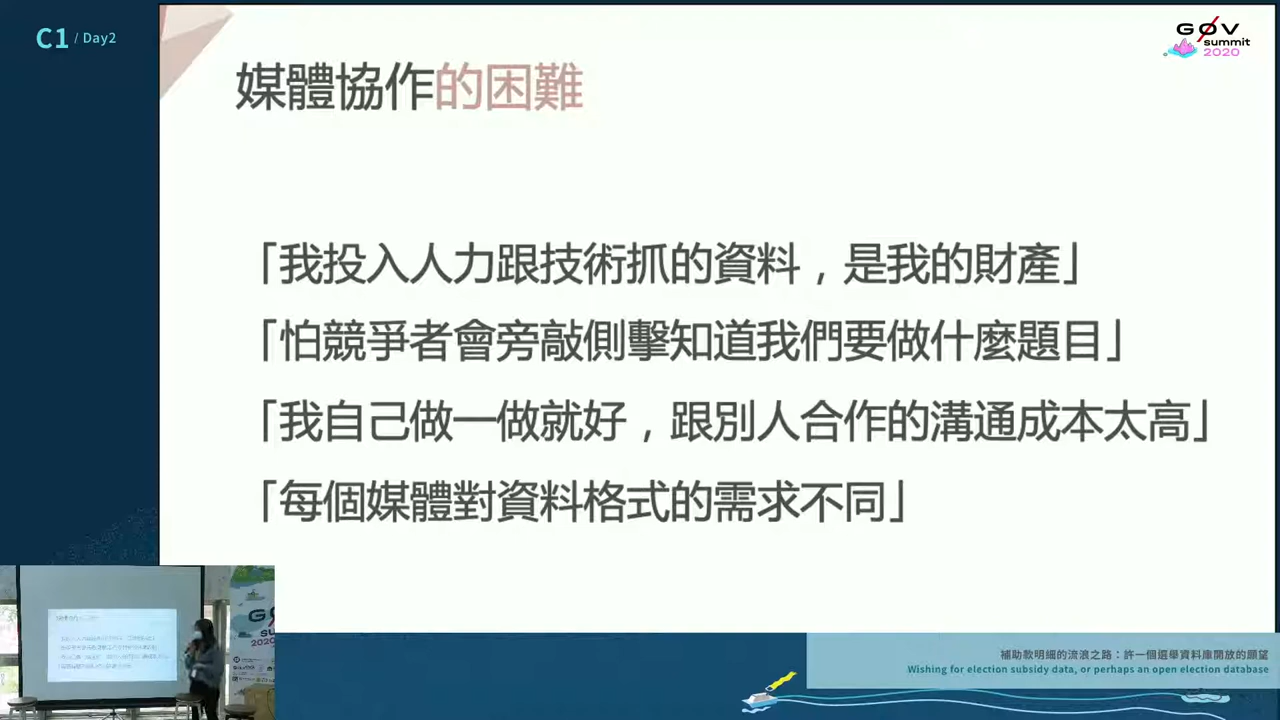 C1 / Day2
GØV
summit
2020
媒體協作的困難
「我投入人力跟技術抓的資料，是我的財產」
「怕競爭者會旁敲側擊知道我們要做什麼題目」
「我自己做一做就好，跟別人合作的溝通成本太高」
「每個媒體對資料格式的需求不同」
補助款明細的流浪之路：許一個選舉資料庫開放的願望
Wishing for election subsidy data, or perhaps an open election database